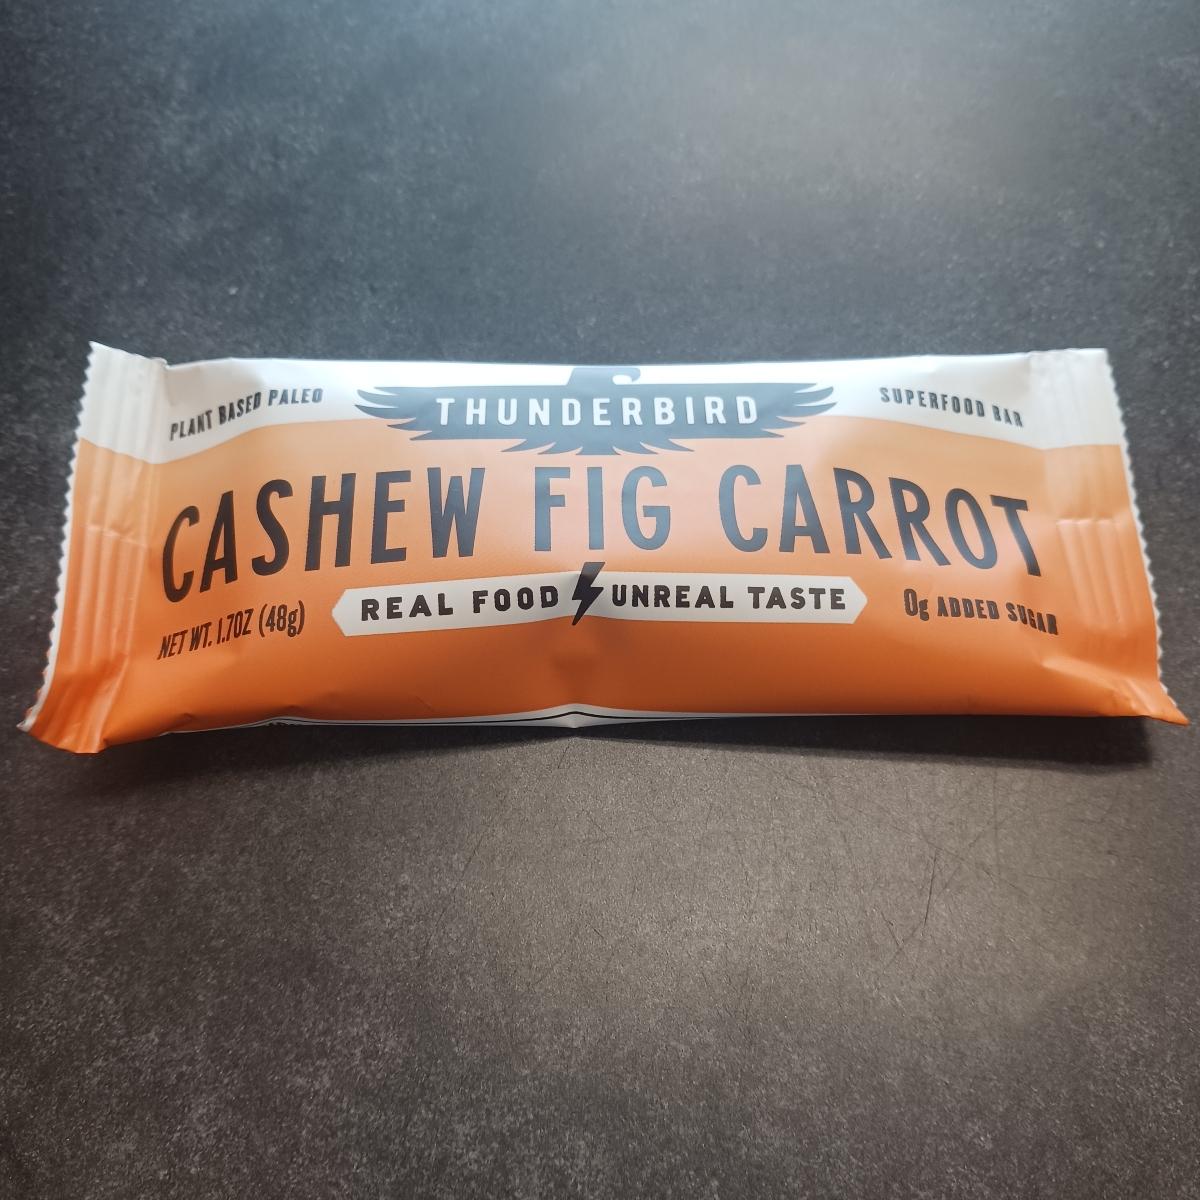 PLANT BASED PALEO
THUNDERBIRD
SUPERFOOD BAR
CASHEW FIG CARROT
REAL FOOD UNREAL TASTE
NET WT. 1.7OZ (48g)
0g ADDED SUGAR